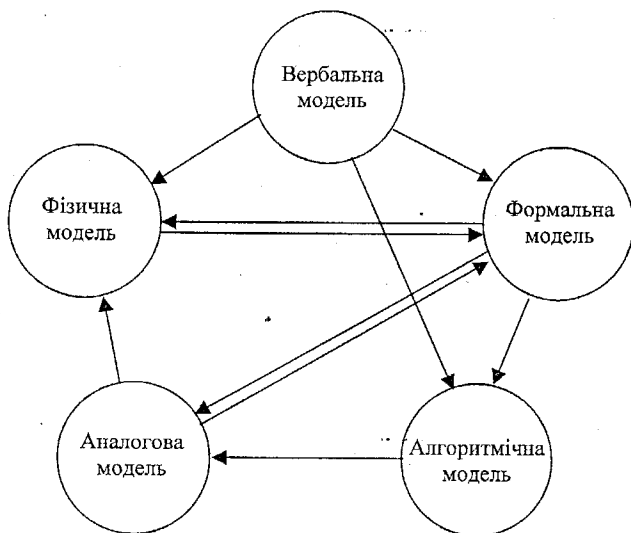 Вербальна
модель
Фізична
модель
Формальна
модель
Аналогова
модель
Алгоритмічна
модель